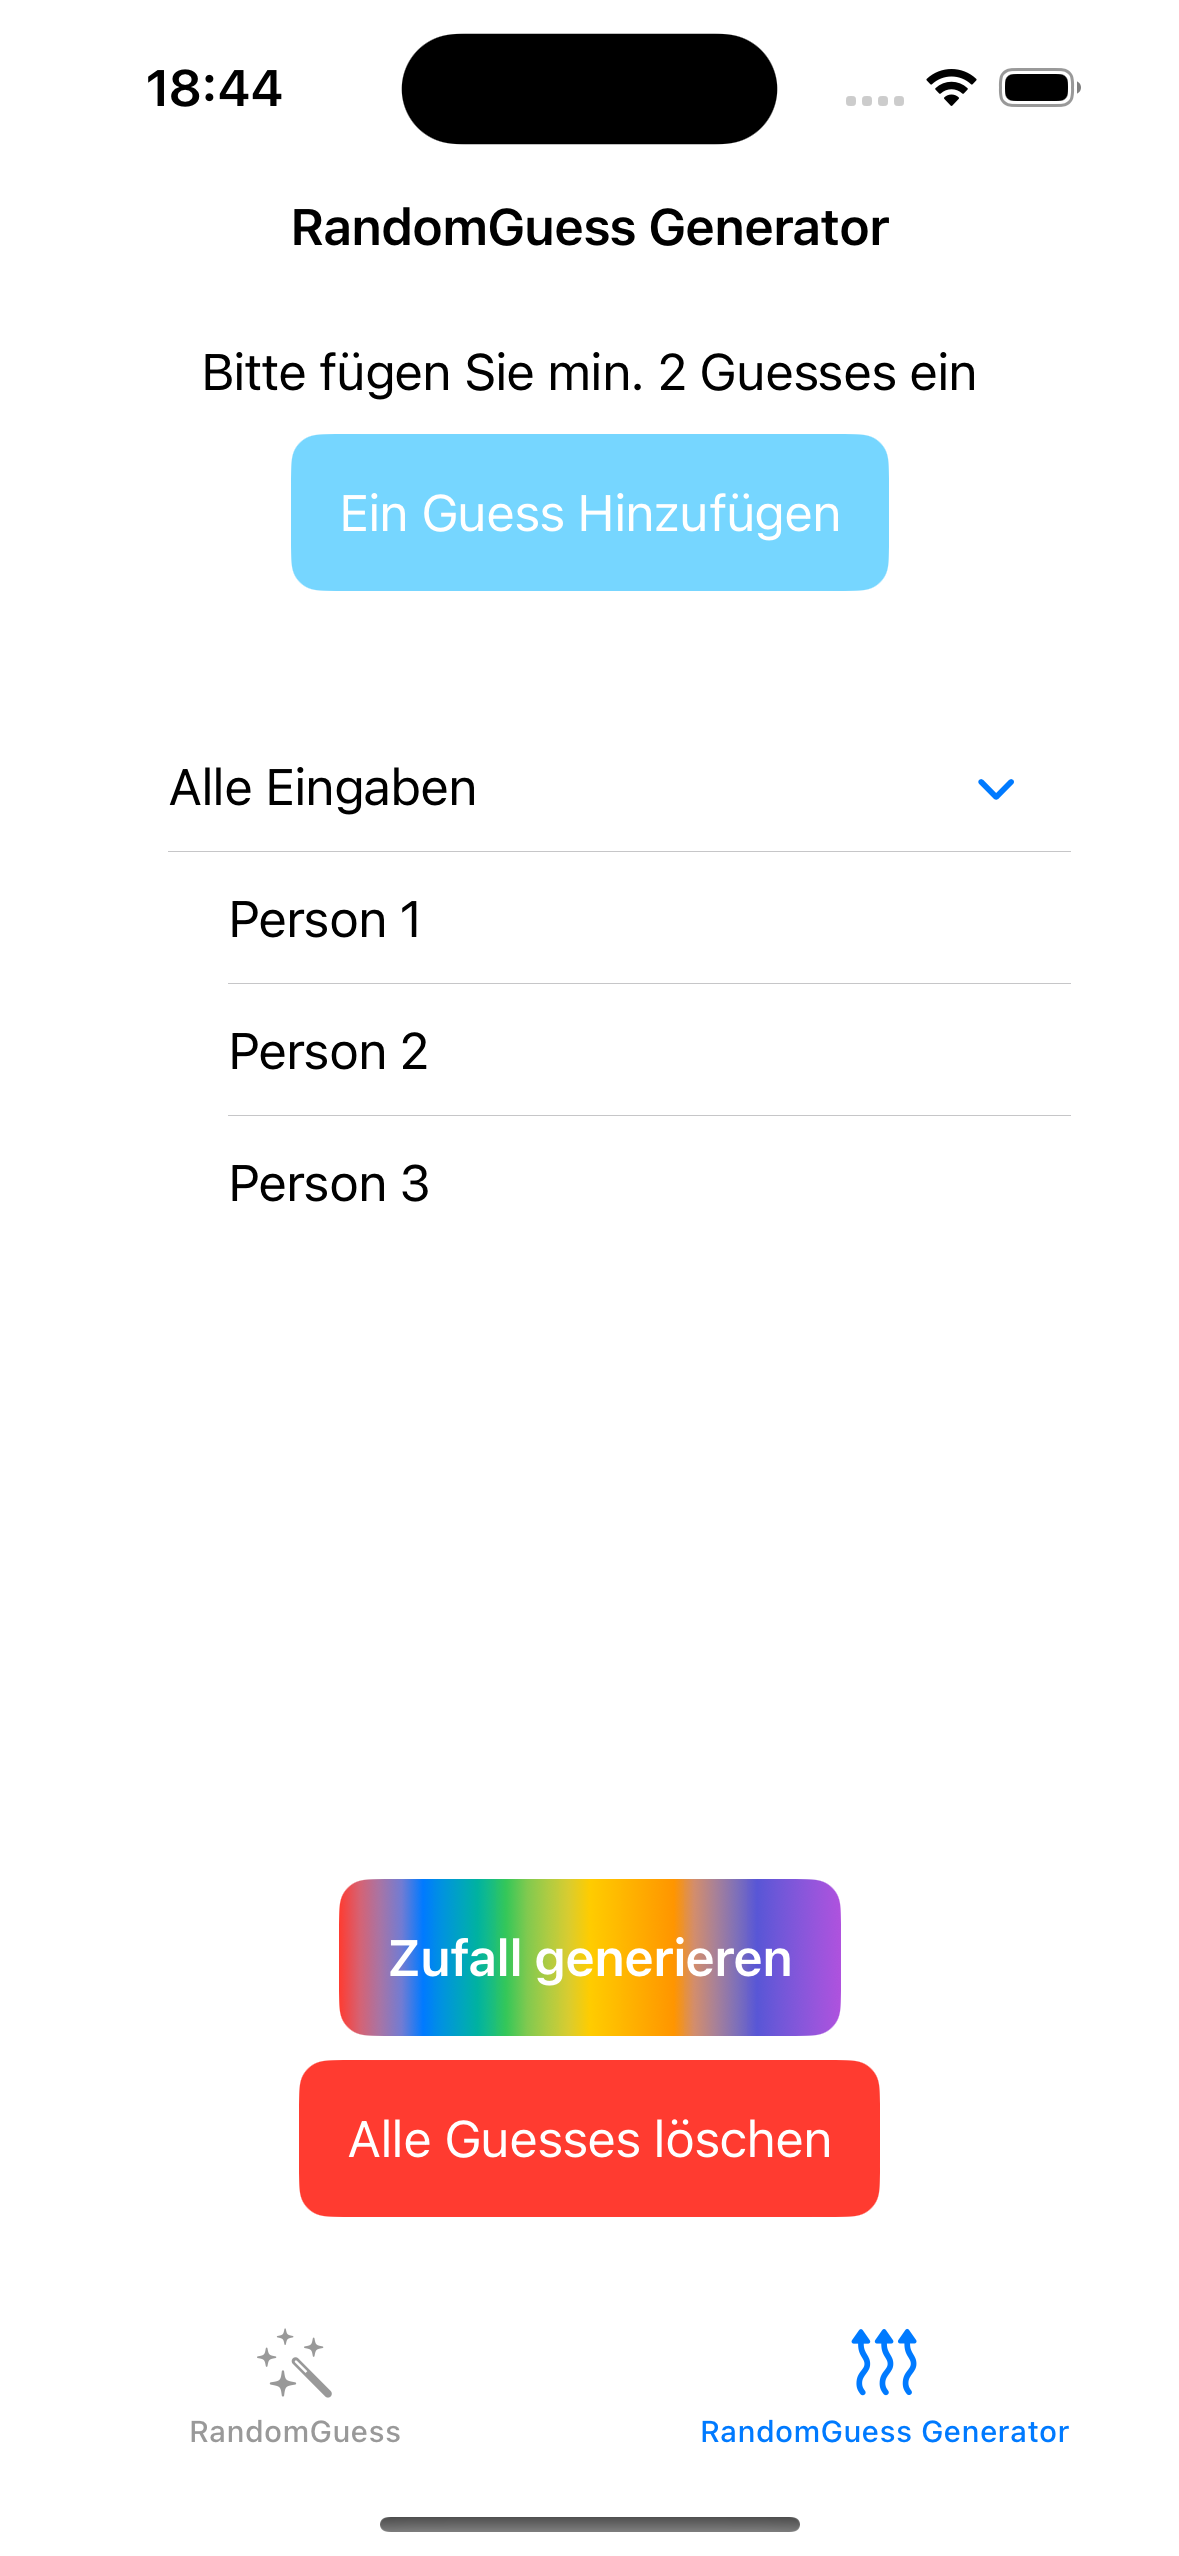 18:44
RandomGuess Generator
Bitte fügen Sie min. 2 Guesses ein
Ein Guess Hinzufügen
Alle Eingaben
Person 1
Person 2
Person 3
Zufall generieren
Alle Guesses löschen
RandomGuess
RandomGuess Generator